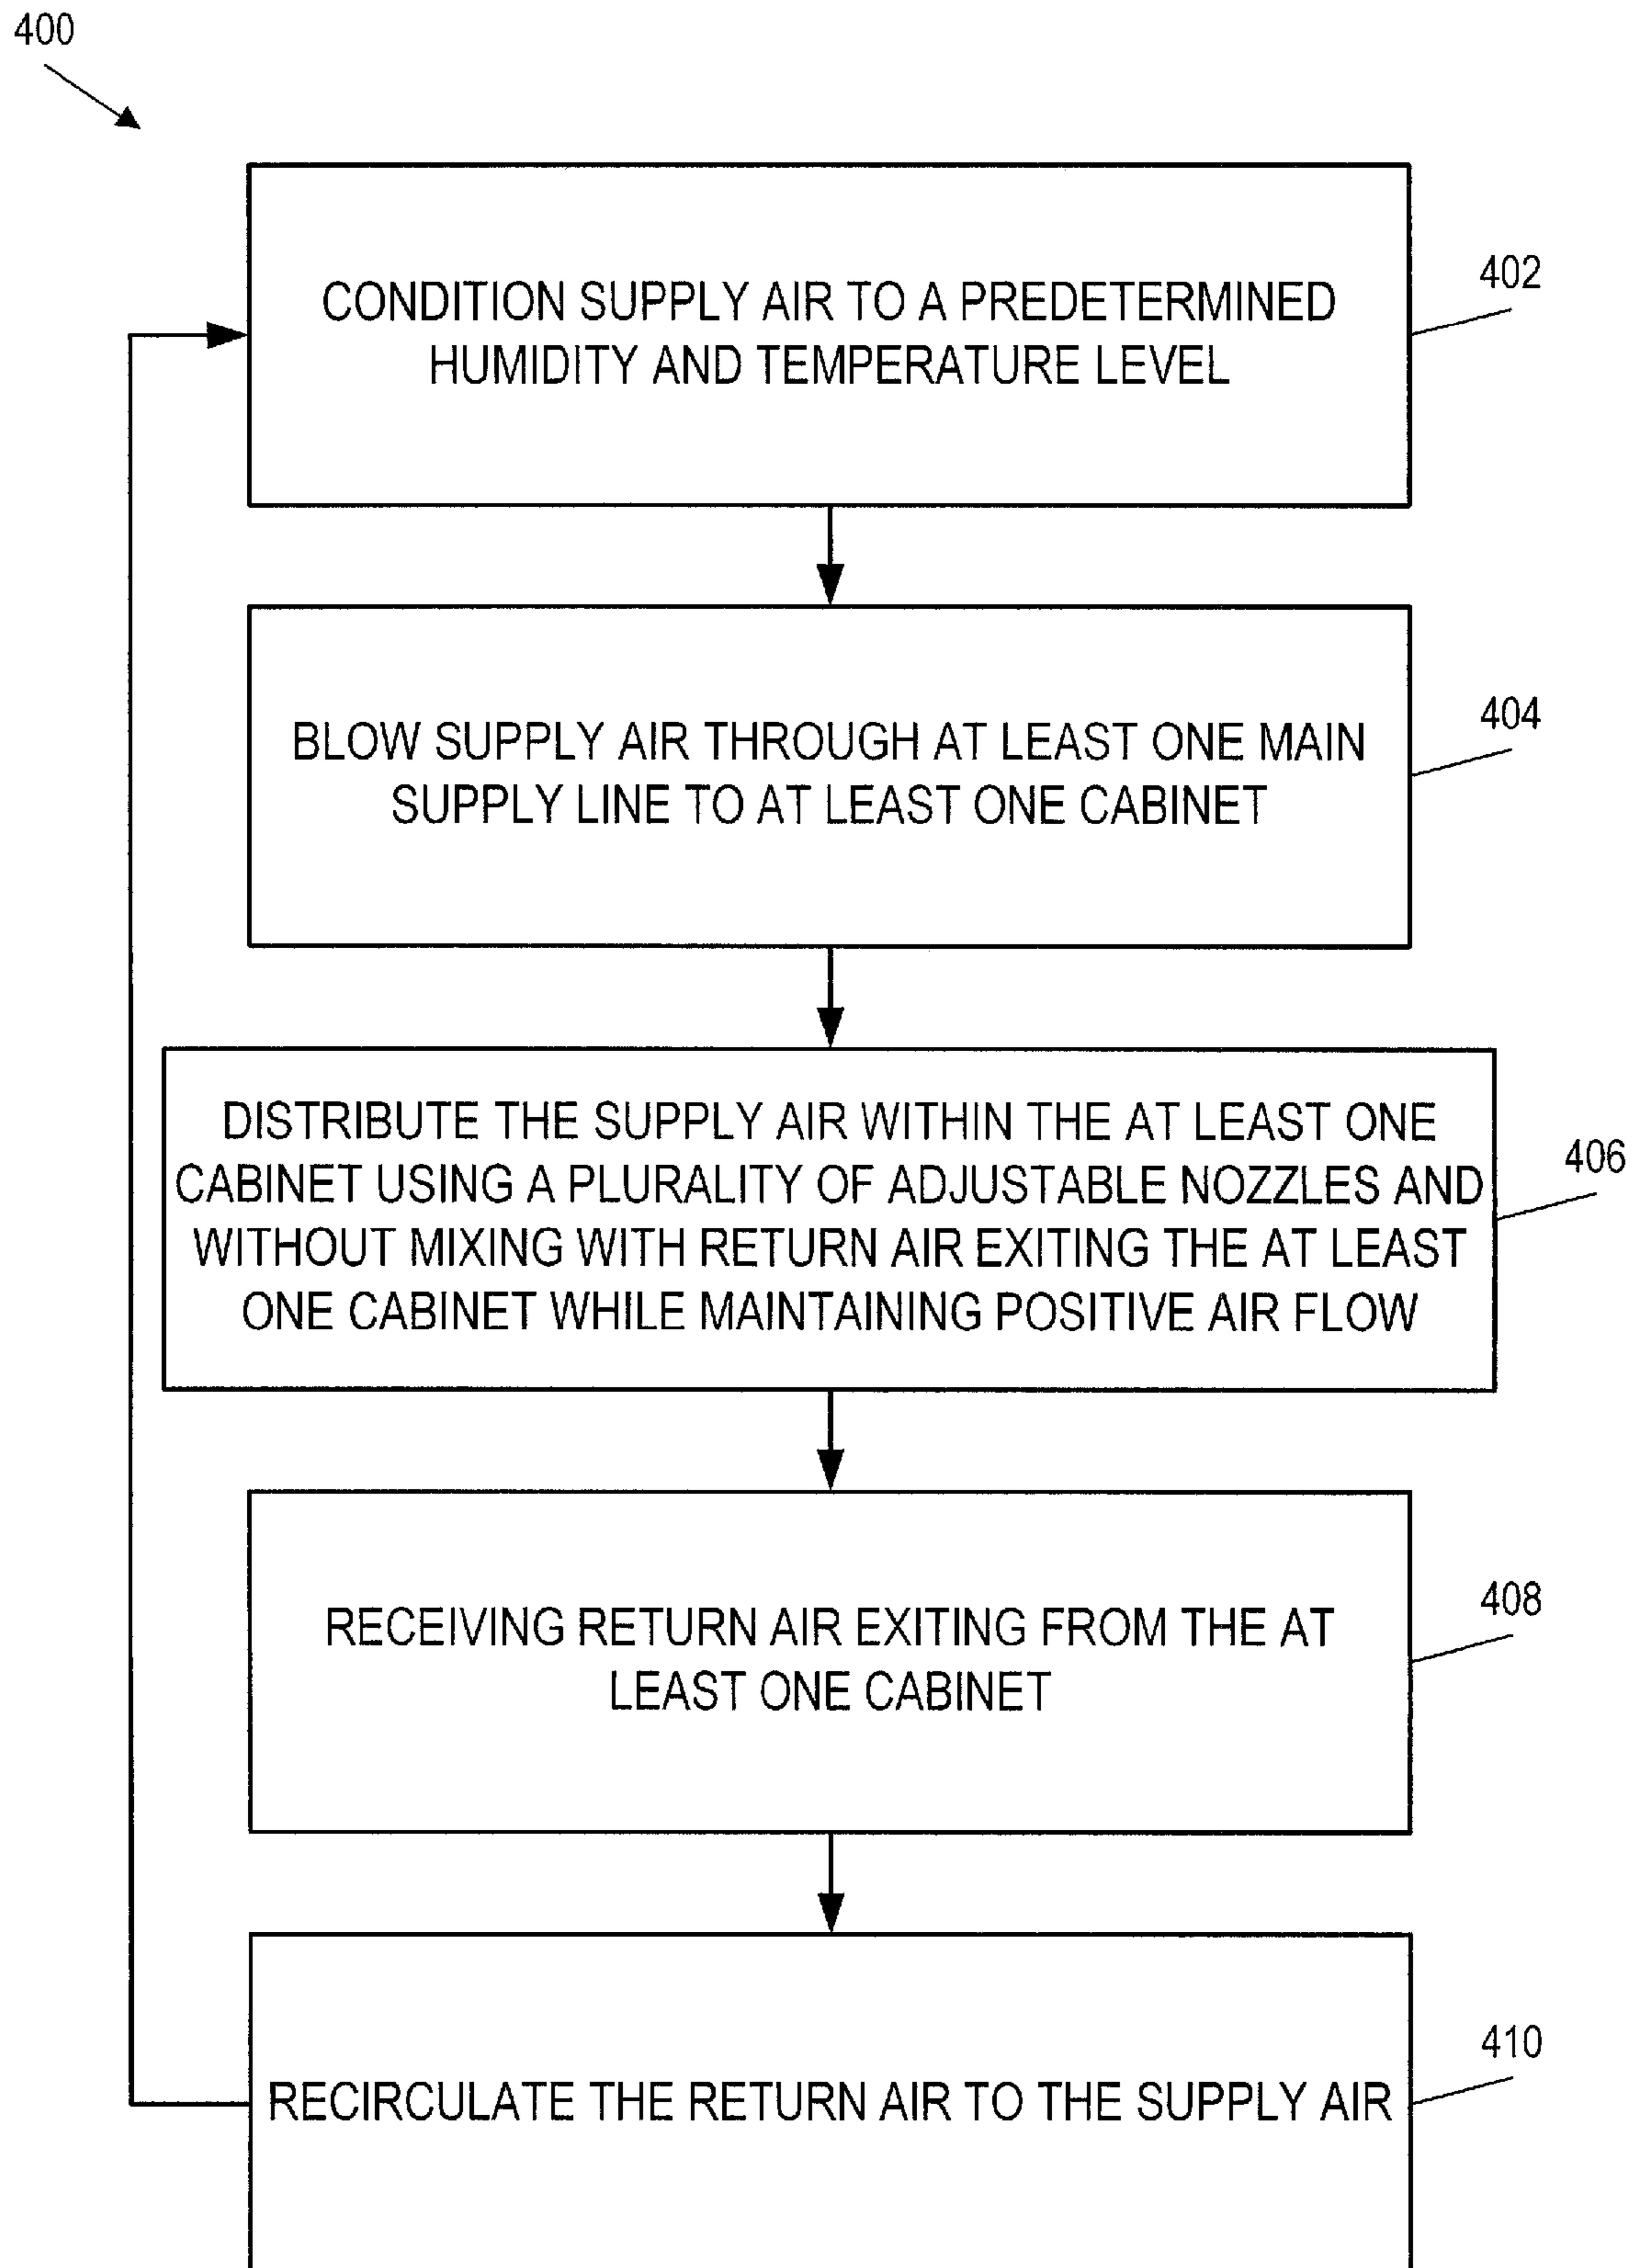 400
CONDITION SUPPLY AIR TO A PREDETERMINED
HUMIDITY AND TEMPERATURE LEVEL
402
BLOW SUPPLY AIR THROUGH AT LEAST ONE MAIN
SUPPLY LINE TO AT LEAST ONE CABINET
404
DISTRIBUTE THE SUPPLY AIR WITHIN THE AT LEAST ONE
CABINET USING A PLURALITY OF ADJUSTABLE NOZZLES AND
WITHOUT MIXING WITH RETURN AIR EXITING THE AT LEAST
ONE CABINET WHILE MAINTAINING POSITIVE AIR FLOW
406
RECEIVING RETURN AIR EXITING FROM THE AT
LEAST ONE CABINET
408
RECIRCULATE THE RETURN AIR TO THE SUPPLY AIR
410